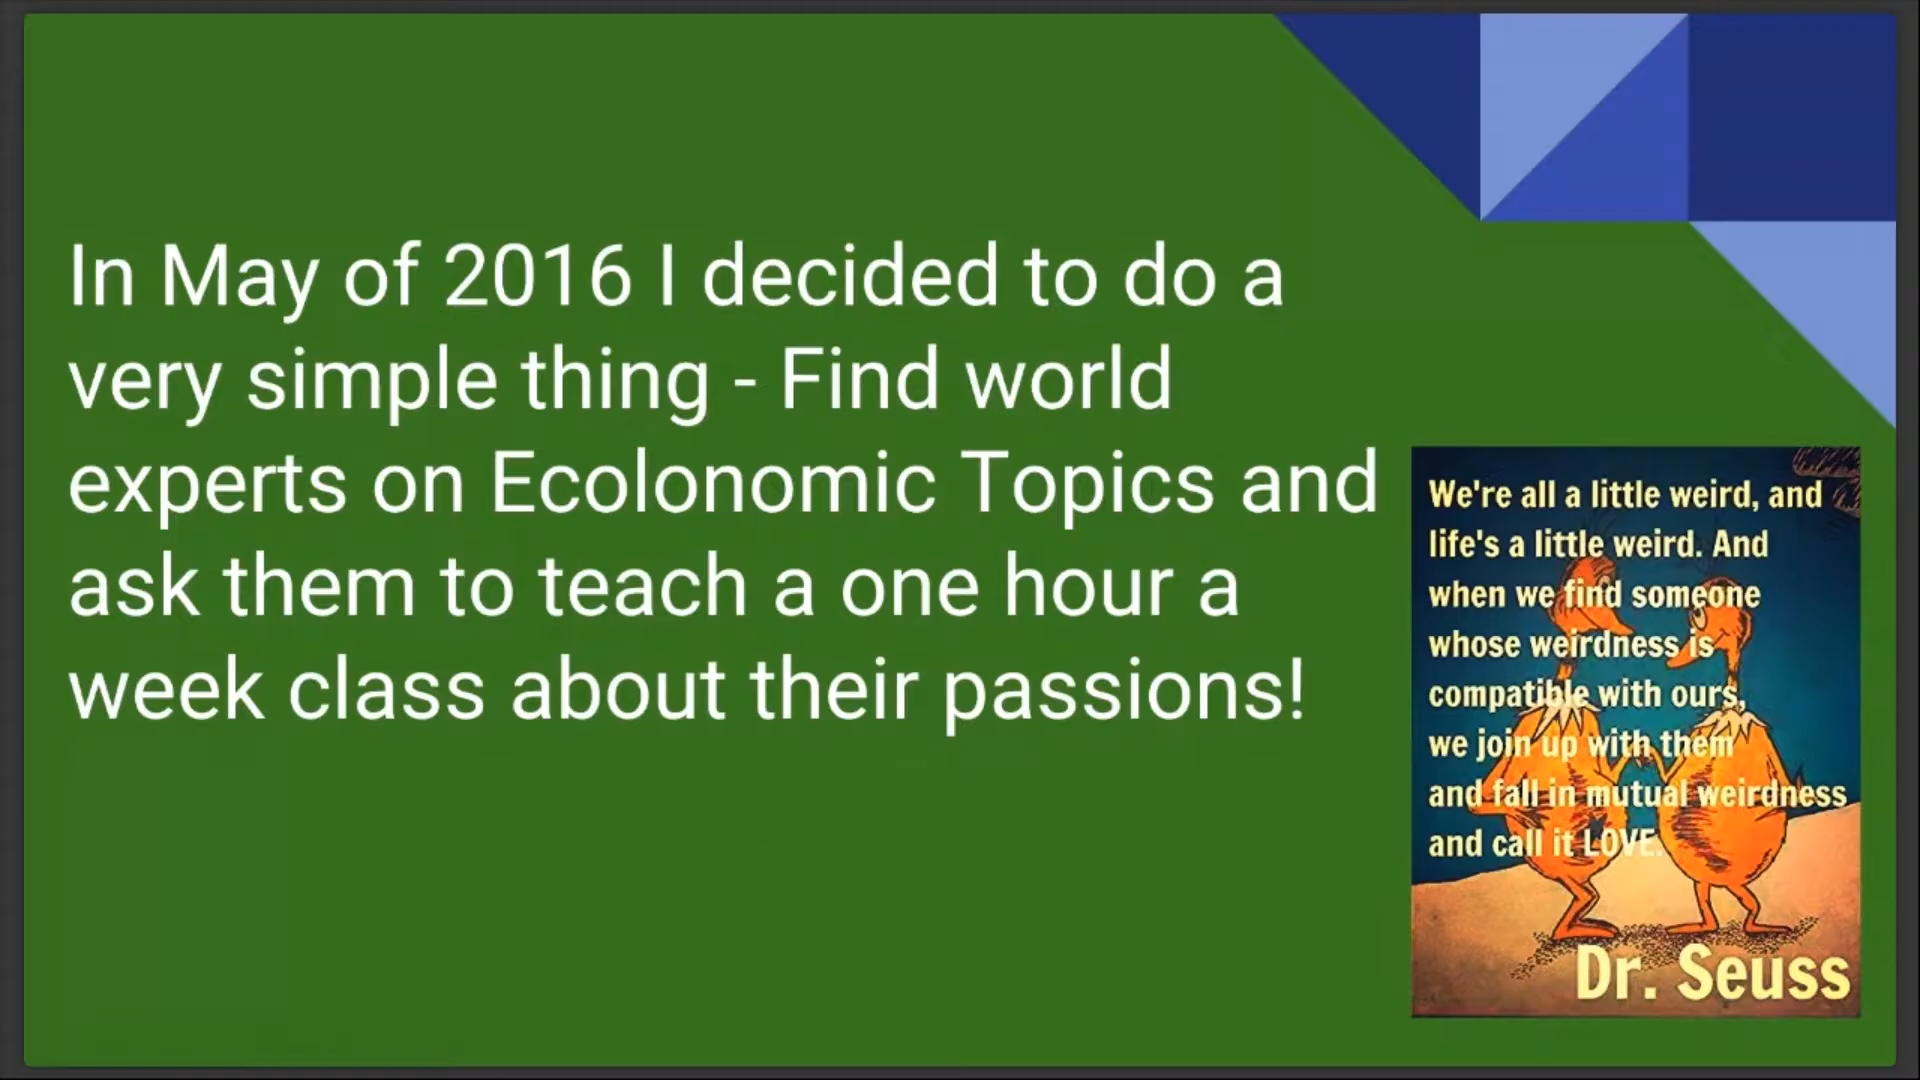 In May of 2016 I decided to do a
very simple thing - Find world
experts on Ecolonomic Topics and
ask them to teach a one hour a
week class about their passions!
We're all a little weird, and
life's a little weird. And
when we find someone
whose weirdness is
compatible with ours,
we join up with them
and fall in mutual weirdness
and call it LOVE.
Dr. Seuss